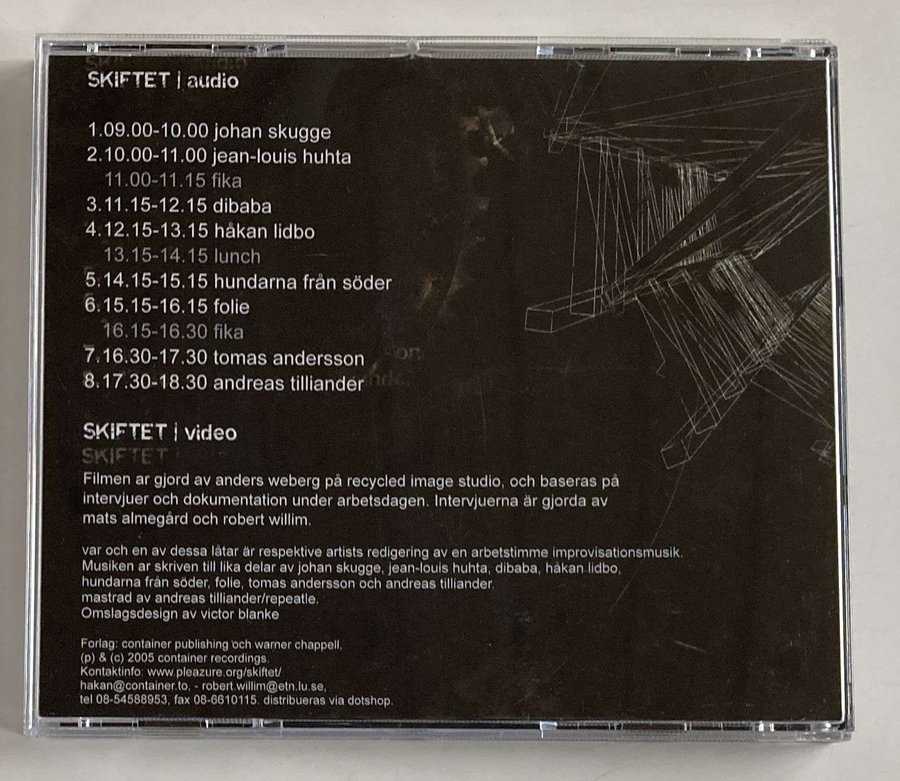 SKIFTET | audio
1.09.00-10.00 johan skugge
2.10.00-11.00 jean-louis huhta
11.00-11.15 fika
3.11.15-12.15 dibaba
4.12.15-13.15 håkan lidbo
13.15-14.15 lunch
5.14.15-15.15 hundarna från söder
6.15.15-16.15 folie
16.15-16.30 fika
7.16.30-17.30 tomas andersson
8.17.30-18.30 andreas tilliander
SKIFTET | video
SKIFTET
Filmen ar gjord av anders weberg på recycled image studio, och baseras på
intervjuer och dokumentation under arbetsdagen. Intervjuerna är gjorda av
mats almegård och robert willim.
var och en av dessa låtar är respektive artists redigering av en arbetstimme improvisationsmusik.
Musiken ar skriven till lika delar av johan skugge, jean-louis huhta, dibaba, håkan lidbo,
hundarna från söder, folie, tomas andersson och andreas tilliander.
mastrad av andreas tilliander/repeatle.
Omslagsdesign av victor blanke
Forlag: container publishing och warner chappell.
(p) & (c) 2005 container recordings.
Kontaktinfo: www.pleazure.org/skiftet/
hakan@container.to, - robert.willim@etn.lu.se,
tel 08-54588953, fax 08-6610115. distribueras via dotshop.